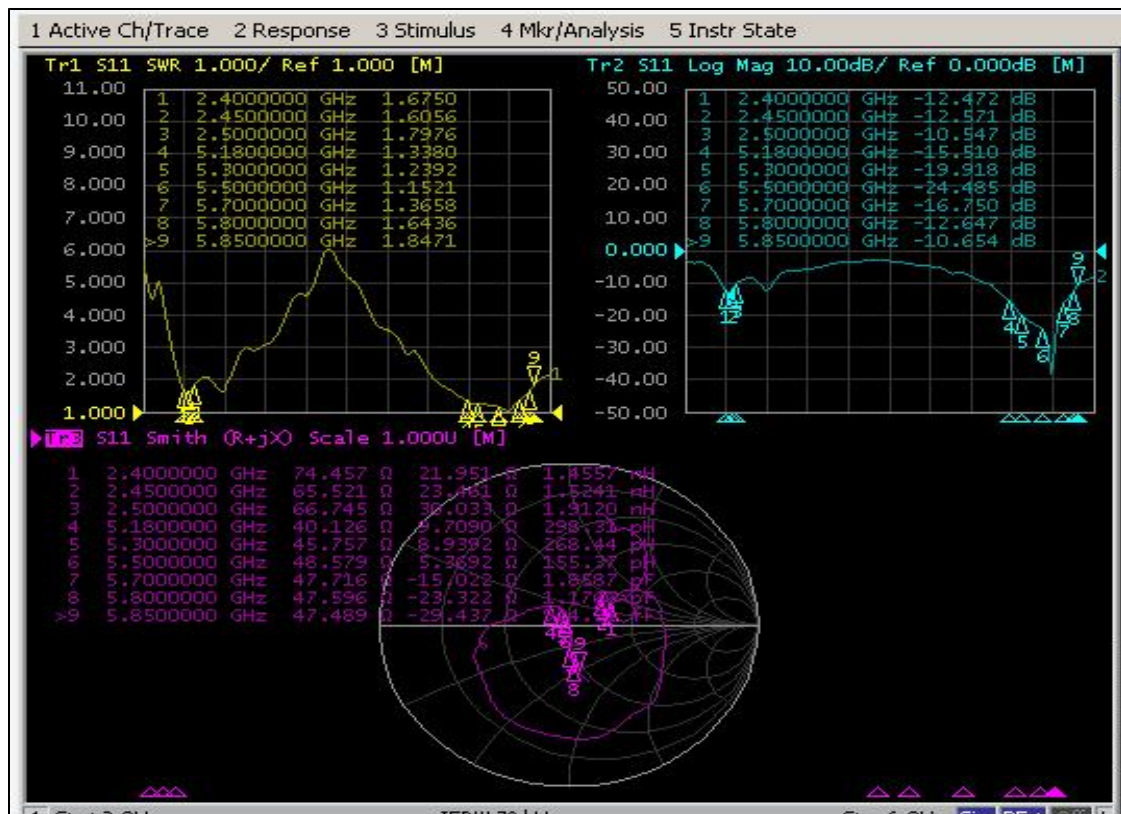 1 Active Ch/Trace 2 Response 3 Stimulus 4 Mkr/Analysis 5 Instr State
Tr1 S11 SWR 1.000/ Ref 1.000 [M]
11.00
10.00
9.000
8.000
7.000
6.000
5.000
4.000
3.000
2.000
1.000
1 2.4000000 GHz 1.6750
2 2.4500000 GHz 1.6056
3 2.5000000 GHz 1.7976
4 5.1800000 GHz 1.3380
5 5.3000000 GHz 1.2392
6 5.5000000 GHz 1.1521
7 5.7000000 GHz 1.3658
8 5.8000000 GHz 1.6436
>9 5.8500000 GHz 1.8471
9
1
Tr2 S11 Log Mag 10.00dB/ Ref 0.000dB [M]
50.00
40.00
30.00
20.00
10.00
0.000
-10.00
-20.00
-30.00
-40.00
-50.00
1 2.4000000 GHz -12.472 dB
2 2.4500000 GHz -12.571 dB
3 2.5000000 GHz -10.547 dB
4 5.1800000 GHz -15.510 dB
5 5.3000000 GHz -19.918 dB
6 5.5000000 GHz -24.485 dB
7 5.7000000 GHz -16.750 dB
8 5.8000000 GHz -12.647 dB
>9 5.8500000 GHz -10.654 dB
9
2
12
4
5
6
7
8
Tr3 S11 Smith (R+jX) Scale 1.000U [M]
1 2.4000000 GHz 74.457 Ω 21.951 Ω 1.4557 nH
2 2.4500000 GHz 65.521 Ω Ω 1.5241 nH
3 2.5000000 GHz 66.745 Ω 30.033 Ω 1.9120 nH
4 5.1800000 GHz 40.126 Ω 9.7090 Ω 298.31 pH
5 5.3000000 GHz 45.757 Ω 8.9392 Ω 268.44 pH
6 5.5000000 GHz 48.579 Ω 5.3692 Ω 155.37 pH
7 5.7000000 GHz 47.716 Ω -15.022 Ω 1.8587 pF
8 5.8000000 GHz 47.596 Ω -23.322 Ω
>9 5.8500000 GHz 47.489 Ω -29.437 Ω
4
1
9
8